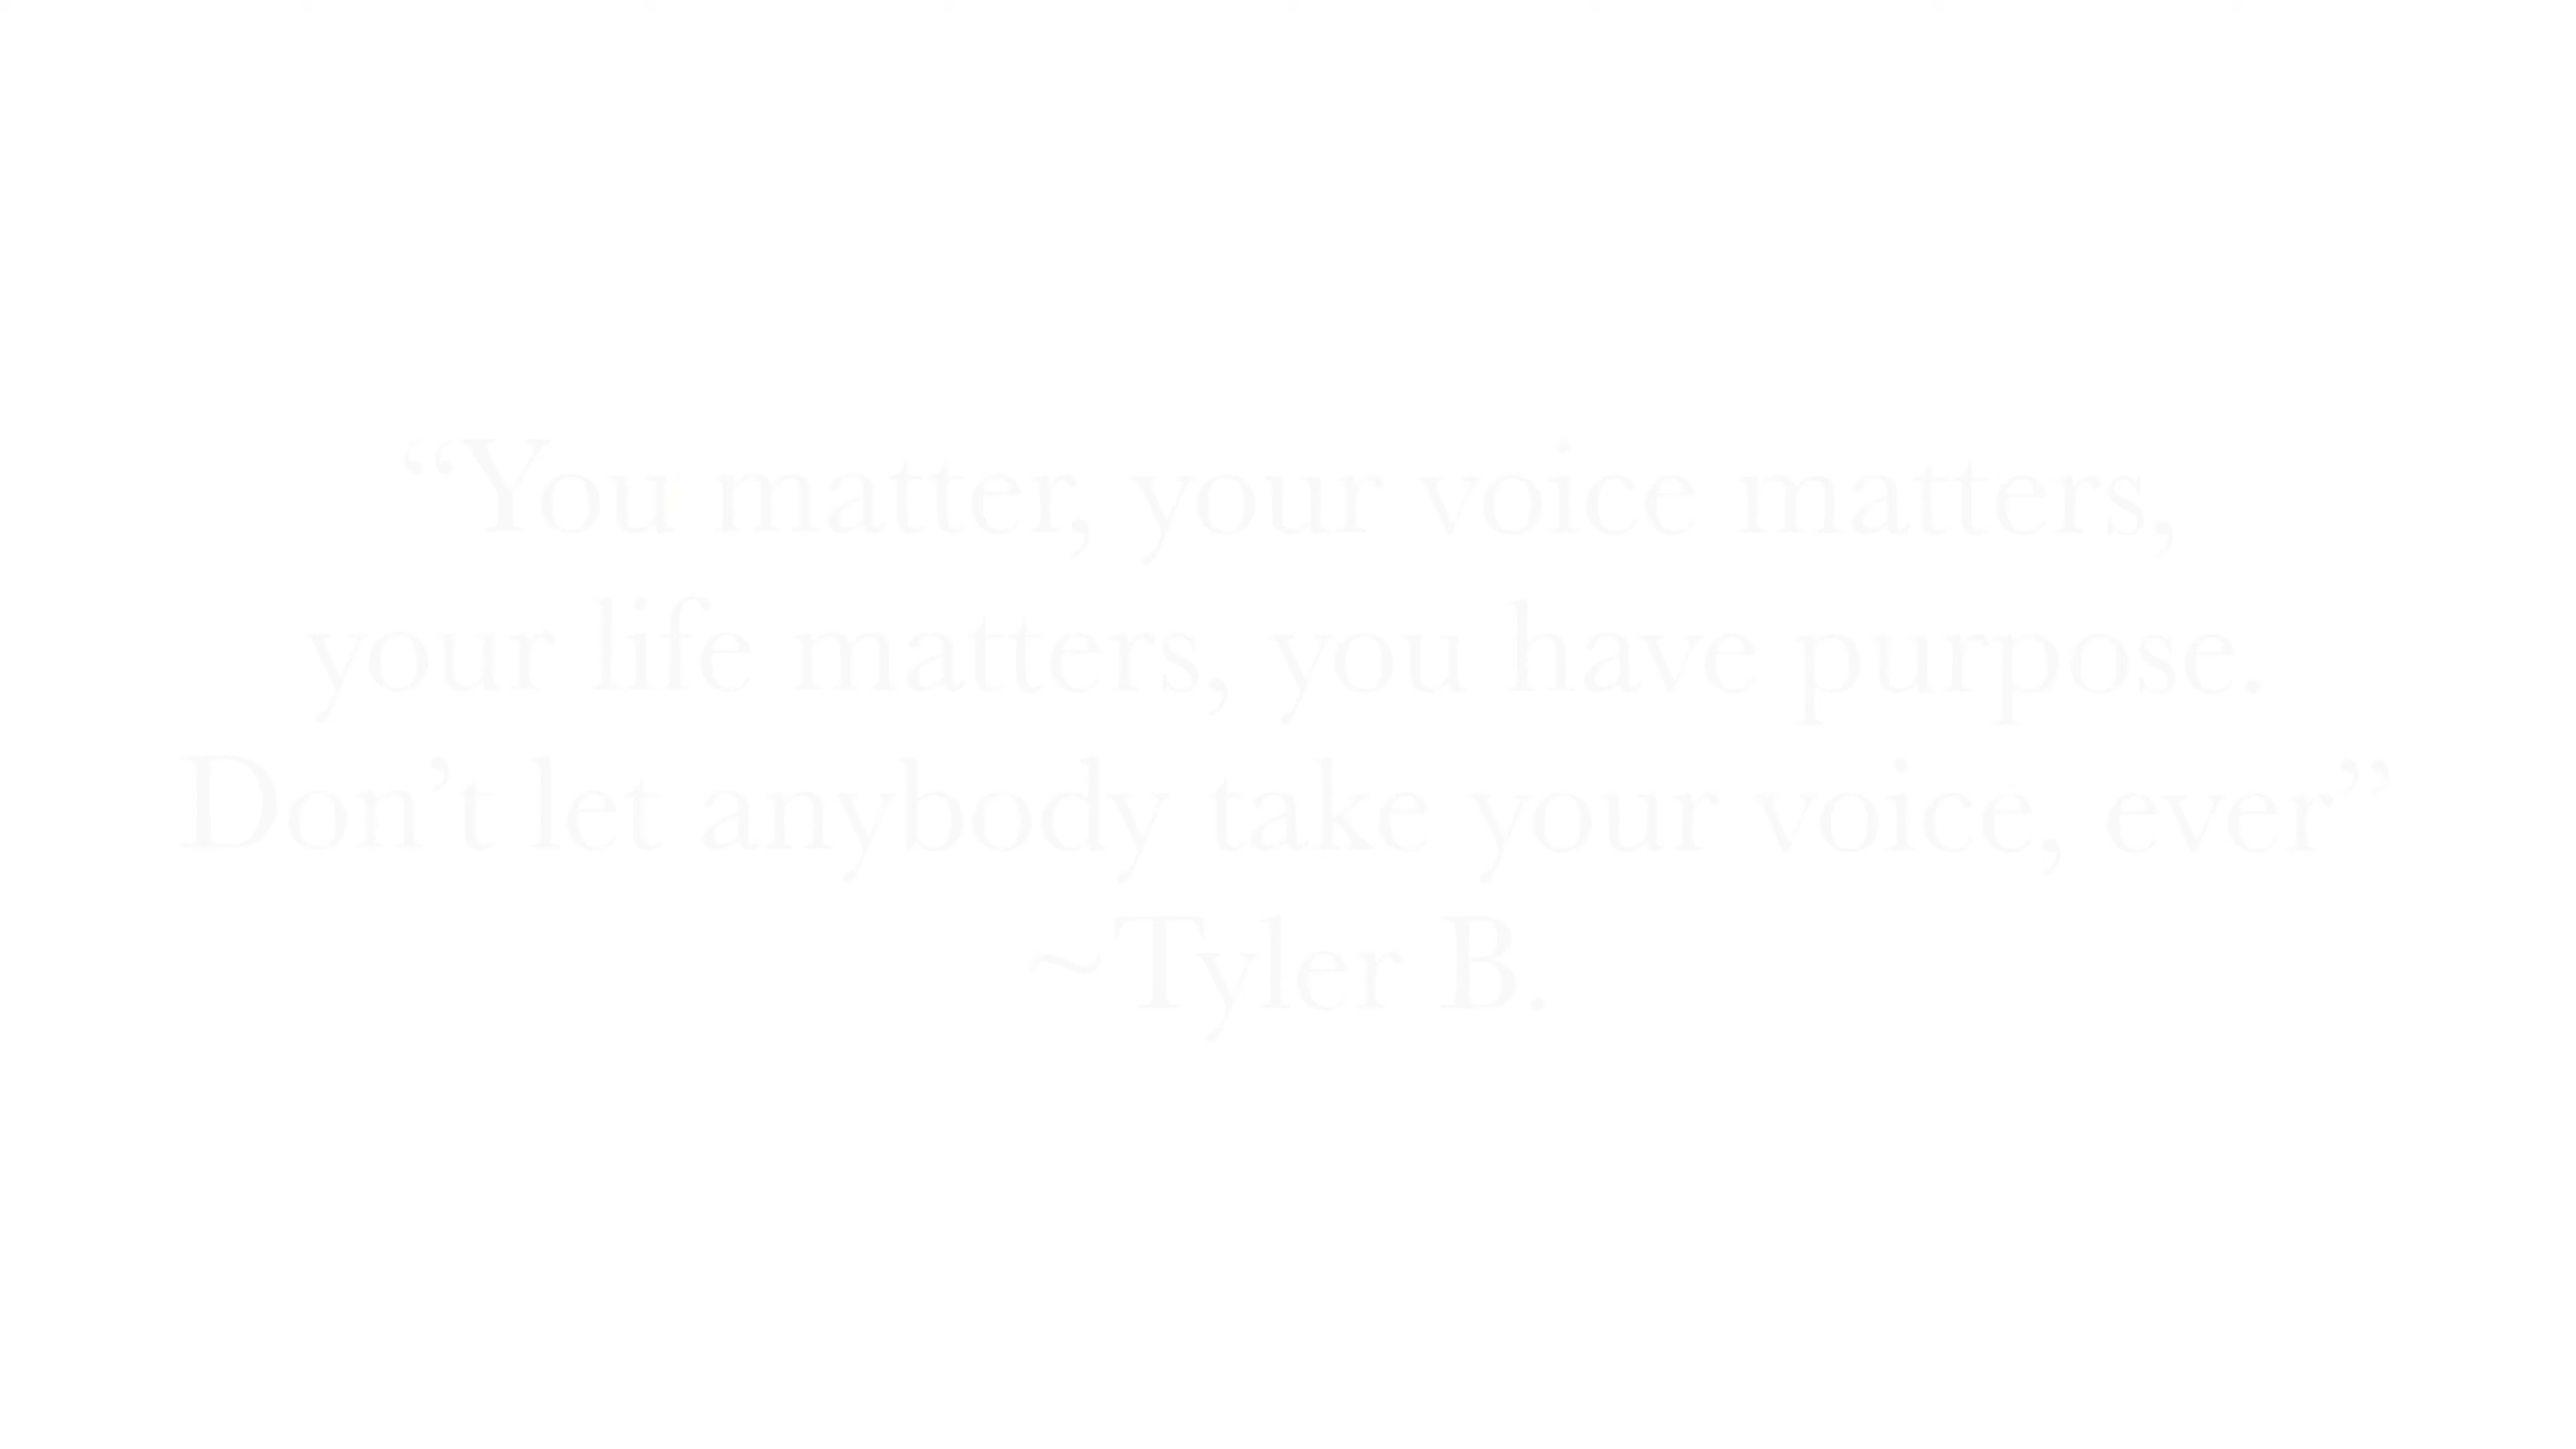 “You matter, your voice matters,
your life matters, you have purpose.
Don’t let anybody take your voice, ever”
~Tyler B.